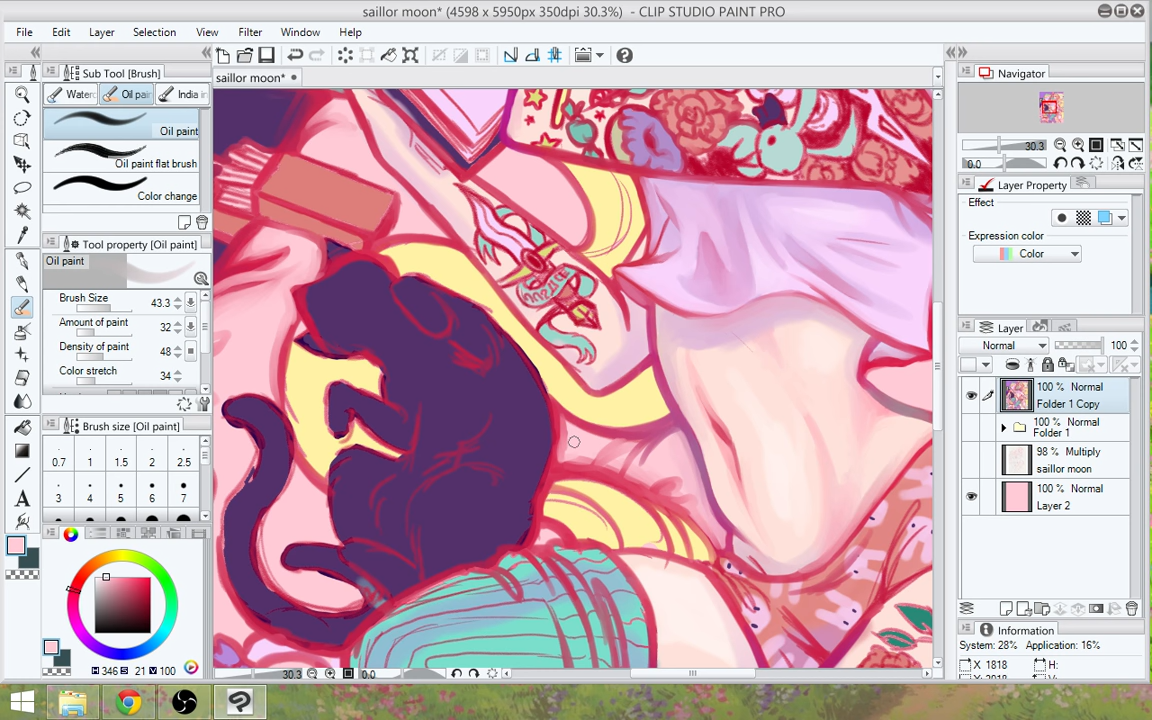 saillor moon* (4598 x 5950px 350dpi 30.3%) - CLIP STUDIO PAINT PRO
File Edit Layer Selection View Filter Window Help
Sub Tool [Brush]
saillor moon*
Navigator
Waterc Oil pain India in
Oil paint
Oil paint flat brush
Color change
30.3
0.0
Layer Property
Effect
Expression color
Color
Tool property [Oil paint]
Oil paint
Brush Size 43.3
Amount of paint 32
Density of paint 48
Color stretch 34
Layer
Normal 100
100 % Normal
Folder 1 Copy
100 % Normal
Folder 1
98 % Multiply
saillor moon
100 % Normal
Layer 2
Brush size [Oil paint]
0.7 1 1.5 2 2.5
3 4 5 6 7
A
H 346 S 21 V 100
30.3 0.0
Information
System: 28% Application: 16%
X 1818 H: